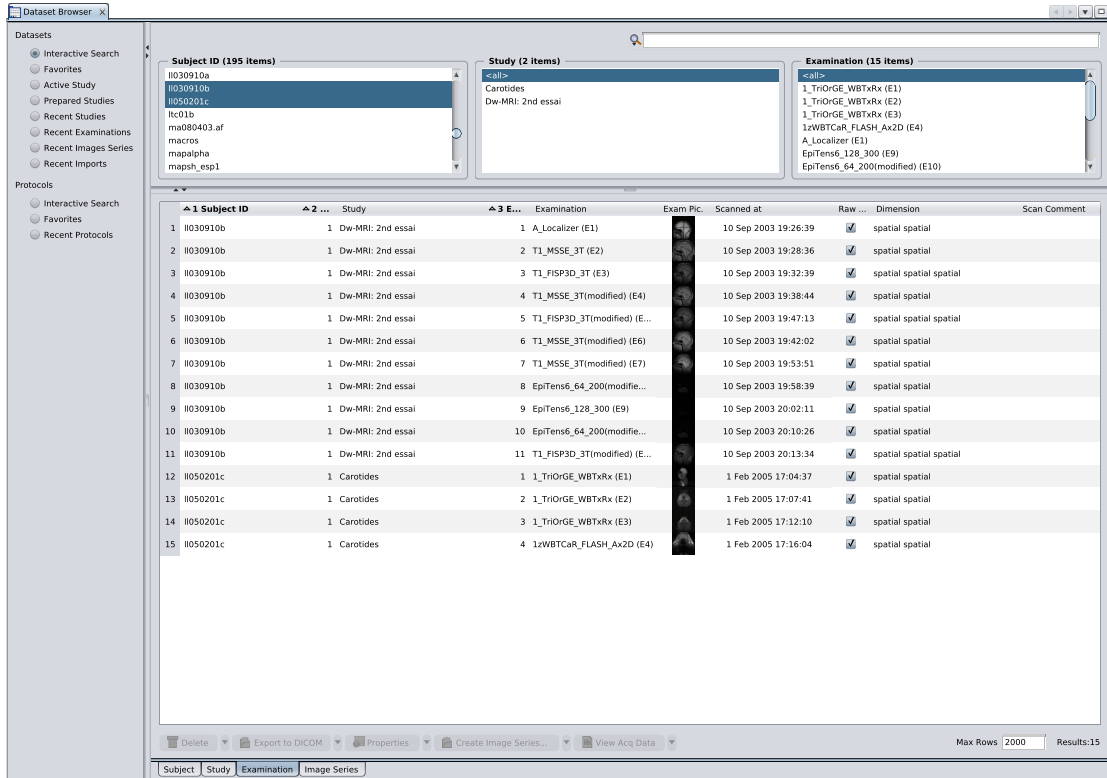 Dataset Browser X
Datasets
Interactive Search
Favorites
Active Study
Prepared Studies
Recent Studies
Recent Examinations
Recent Images Series
Recent Imports
Protocols
Interactive Search
Favorites
Recent Protocols
Subject ID (195 items)
ll030910a
ll030910b
ll050201c
ltc01b
ma080403.af
macros
mapalpha
mapsh_esp1
Study (2 items)
<all>
Carotides
Dw-MRI: 2nd essai
Examination (15 items)
<all>
1_TriOrGE_WBTxRx (E1)
1_TriOrGE_WBTxRx (E2)
1_TriOrGE_WBTxRx (E3)
1zWBTCaR_FLASH_Ax2D (E4)
A_Localizer (E1)
EpiTens6_128_300 (E9)
EpiTens6_64_200(modified) (E10)
1 Subject ID 2 ... Study 3 E... Examination Exam Pic. Scanned at Raw ... Dimension Scan Comment
1 ll030910b 1 Dw-MRI: 2nd essai 1 A_Localizer (E1) 10 Sep 2003 19:26:39 spatial spatial
2 ll030910b 1 Dw-MRI: 2nd essai 2 T1_MSSE_3T (E2) 10 Sep 2003 19:28:36 spatial spatial
3 ll030910b 1 Dw-MRI: 2nd essai 3 T1_FISP3D_3T (E3) 10 Sep 2003 19:32:39 spatial spatial spatial
4 ll030910b 1 Dw-MRI: 2nd essai 4 T1_MSSE_3T(modified) (E4) 10 Sep 2003 19:38:44 spatial spatial
5 ll030910b 1 Dw-MRI: 2nd essai 5 T1_FISP3D_3T(modified) (E... 10 Sep 2003 19:47:13 spatial spatial spatial
6 ll030910b 1 Dw-MRI: 2nd essai 6 T1_MSSE_3T(modified) (E6) 10 Sep 2003 19:42:02 spatial spatial
7 ll030910b 1 Dw-MRI: 2nd essai 7 T1_MSSE_3T(modified) (E7) 10 Sep 2003 19:53:51 spatial spatial
8 ll030910b 1 Dw-MRI: 2nd essai 8 EpiTens6_64_200(modifie... 10 Sep 2003 19:58:39 spatial spatial
9 ll030910b 1 Dw-MRI: 2nd essai 9 EpiTens6_128_300 (E9) 10 Sep 2003 20:02:11 spatial spatial
10 ll030910b 1 Dw-MRI: 2nd essai 10 EpiTens6_64_200(modifie... 10 Sep 2003 20:10:26 spatial spatial
11 ll030910b 1 Dw-MRI: 2nd essai 11 T1_FISP3D_3T(modified) (E... 10 Sep 2003 20:13:34 spatial spatial spatial
12 ll050201c 1 Carotides 1 1_TriOrGE_WBTxRx (E1) 1 Feb 2005 17:04:37 spatial spatial
13 ll050201c 1 Carotides 2 1_TriOrGE_WBTxRx (E2) 1 Feb 2005 17:07:41 spatial spatial
14 ll050201c 1 Carotides 3 1_TriOrGE_WBTxRx (E3) 1 Feb 2005 17:12:10 spatial spatial
15 ll050201c 1 Carotides 4 1zWBTCaR_FLASH_Ax2D (E4) 1 Feb 2005 17:16:04 spatial spatial
Delete Export to DICOM Properties Create Image Series... View Acq Data Max Rows 2000 Results:15
Subject Study Examination Image Series